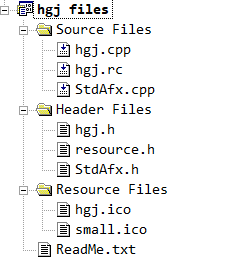 hgj files
Source Files
hgj.cpp
hgj.rc
StdAfx.cpp
Header Files
hgj.h
resource.h
StdAfx.h
Resource Files
hgj.ico
small.ico
ReadMe.txt